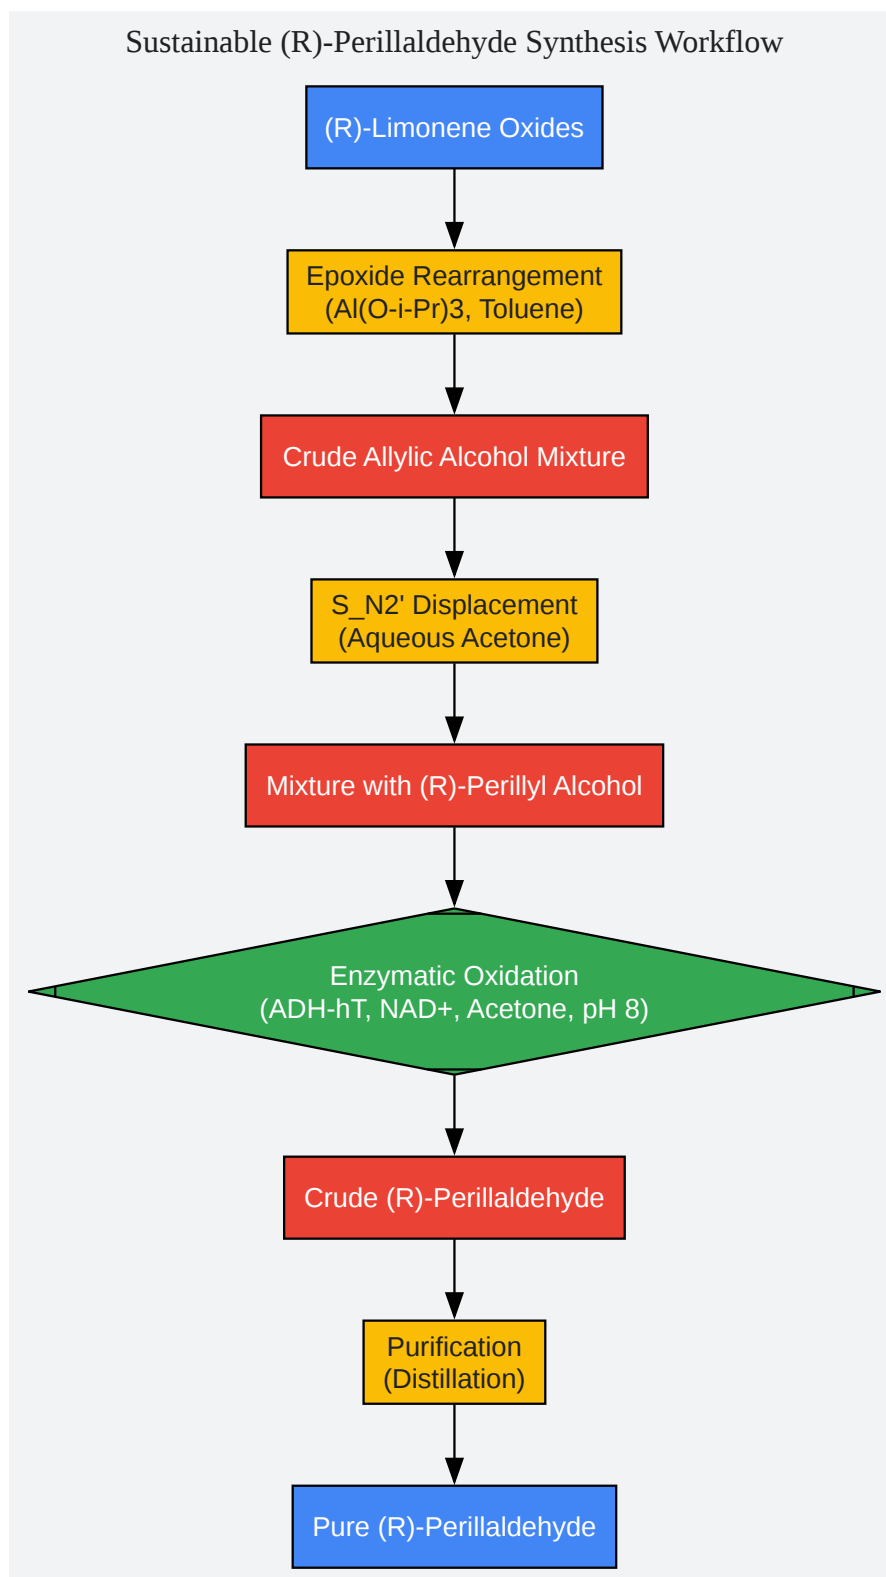 Sustainable (R)-Perillaldehyde Synthesis Workflow
(R)-Limonene Oxides
Epoxide Rearrangement
(Al(O-i-Pr)3, Toluene)
Crude Allylic Alcohol Mixture
S_N2' Displacement
(Aqueous Acetone)
Mixture with (R)-Perillyl Alcohol
Enzymatic Oxidation
(ADH-hT, NAD+, Acetone, pH 8)
Crude (R)-Perillaldehyde
Purification
(Distillation)
Pure (R)-Perillaldehyde